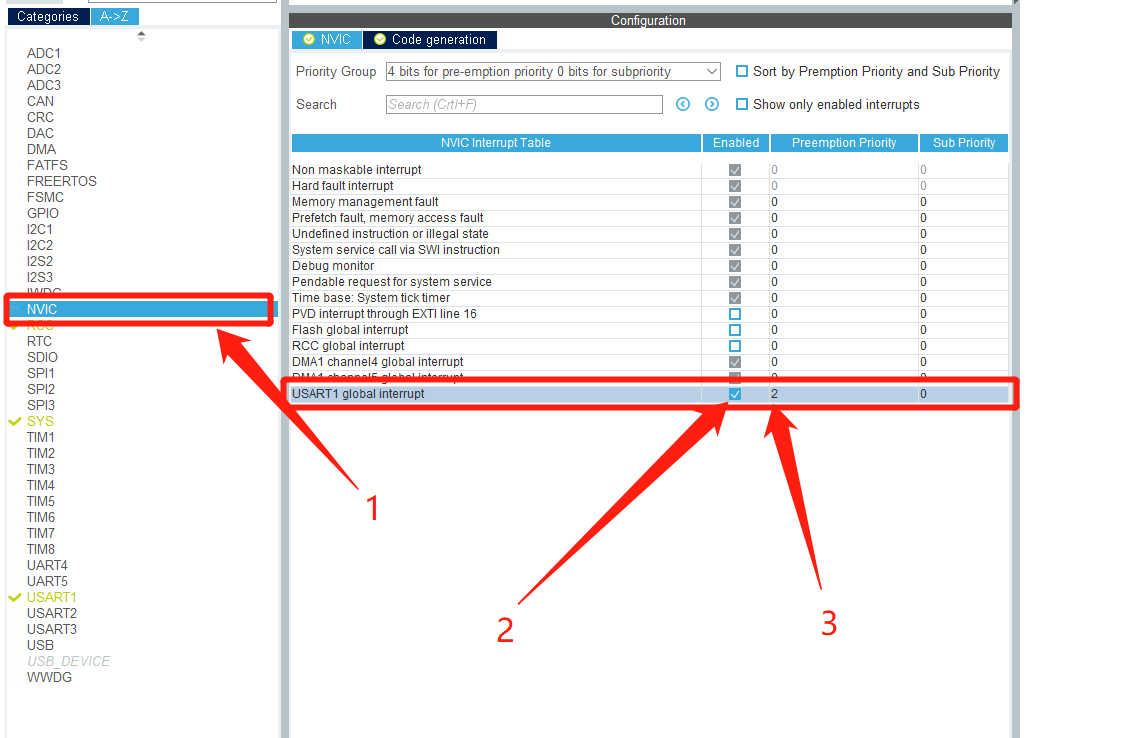 Categories A->Z
ADC1
ADC2
ADC3
CAN
CRC
DAC
DMA
FATFS
FREERTOS
FSMC
GPIO
I2C1
I2C2
I2S2
I2S3
IWDG
NVIC
RCC
RTC
SDIO
SPI1
SPI2
SPI3
SYS
TIM1
TIM2
TIM3
TIM4
TIM5
TIM6
TIM7
TIM8
UART4
UART5
USART1
USART2
USART3
USB
USB_DEVICE
WWDG
Configuration
NVIC Code generation
Priority Group 4 bits for pre-emption priority 0 bits for subpriority Sort by Premption Priority and Sub Priority
Search Search (Crtl+F) Show only enabled interrupts
NVIC Interrupt Table Enabled Preemption Priority Sub Priority
Non maskable interrupt 0 0
Hard fault interrupt 0 0
Memory management fault 0 0
Prefetch fault, memory access fault 0 0
Undefined instruction or illegal state 0 0
System service call via SWI instruction 0 0
Debug monitor 0 0
Pendable request for system service 0 0
Time base: System tick timer 0 0
PVD interrupt through EXTI line 16 0 0
Flash global interrupt 0 0
RCC global interrupt 0 0
DMA1 channel4 global interrupt 0 0
DMA1 channel5 global interrupt 0 0
USART1 global interrupt 2 0
1
2
3